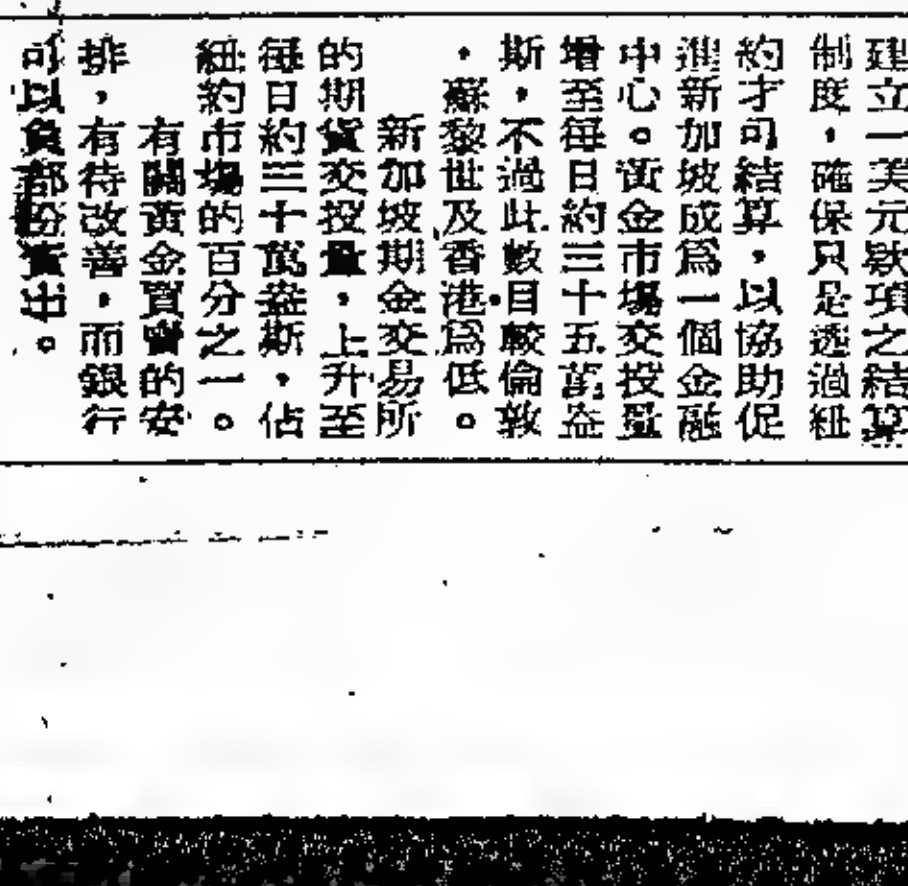 建立一美元款項之結算
制度，確保只是透過紐
約才可結算，以協助促
進新加坡成爲一個金融
中心。黃金市場交投量
增至每日約三十五萬盎
斯，不過此數目較倫敦
，蘇黎世及香港爲低。
新加坡期金交易所
的期貨交投量，上升至
每日約三十萬盎斯，佔
紐約市場的百分之一。
有關黃金買賣的安
排，有待改善，而銀行
可以負部份責出。